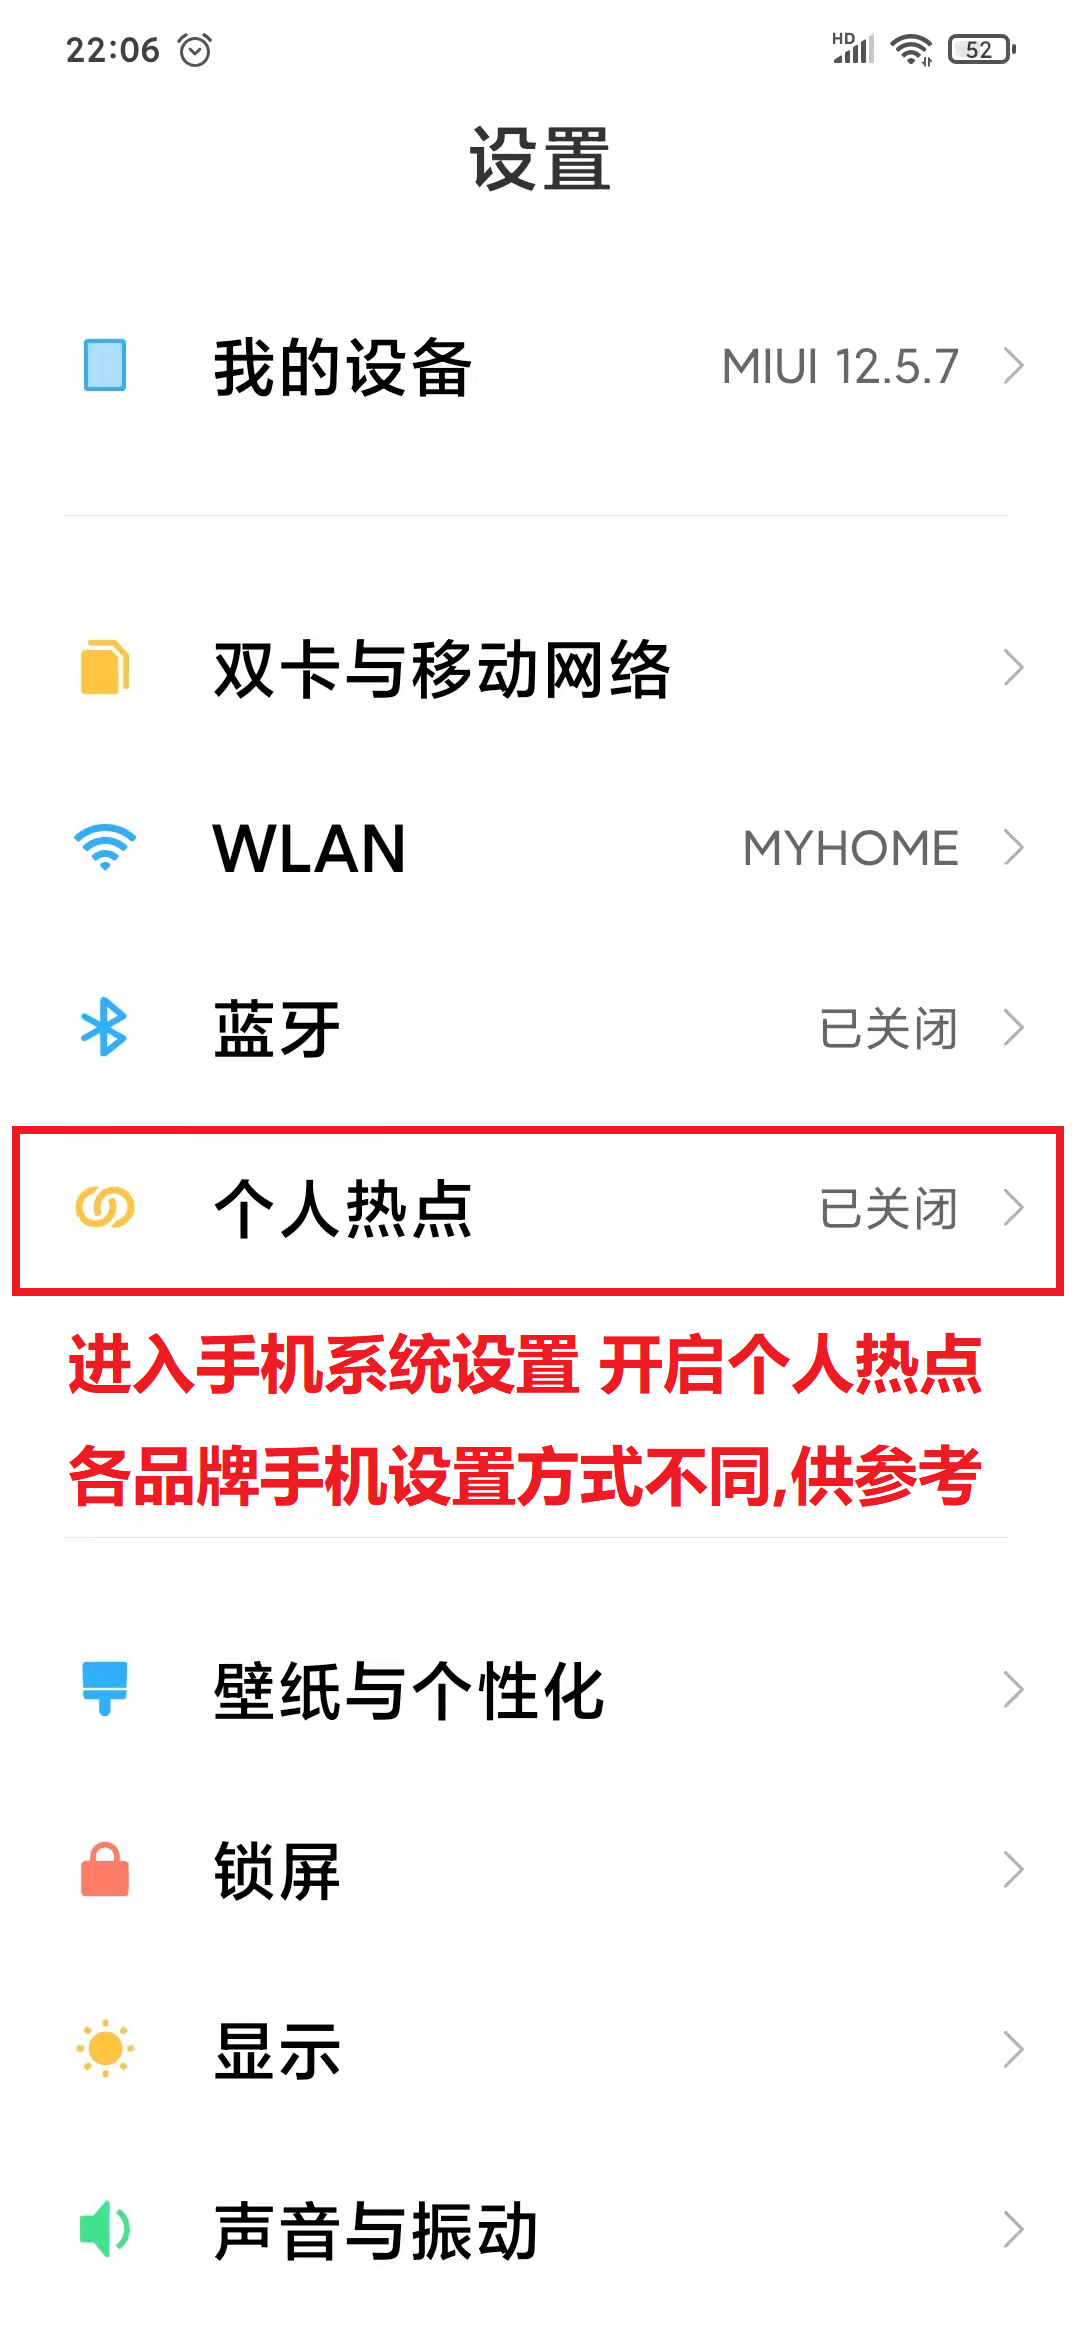 22:06 HD 52
设置
我的设备 MIUI 12.5.7
双卡与移动网络
WLAN MYHOME
蓝牙 已关闭
个人热点 已关闭
进入手机系统设置 开启个人热点
各品牌手机设置方式不同,供参考
壁纸与个性化
锁屏
显示
声音与振动